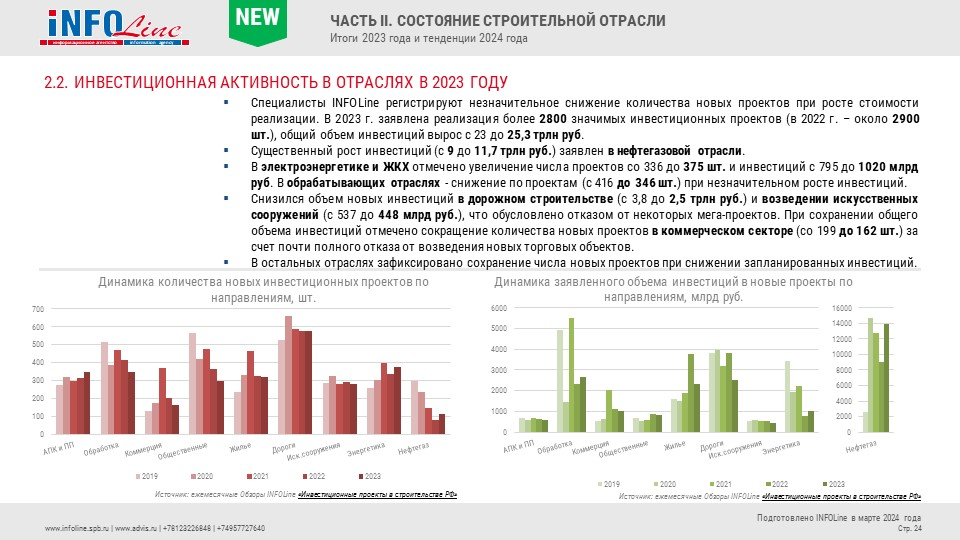 iNFOLine
информационное агентство information agency
NEW
ЧАСТЬ II. СОСТОЯНИЕ СТРОИТЕЛЬНОЙ ОТРАСЛИ
Итоги 2023 года и тенденции 2024 года
2.2. ИНВЕСТИЦИОННАЯ АКТИВНОСТЬ В ОТРАСЛЯХ В 2023 ГОДУ
▪ Специалисты INFOLine регистрируют незначительное снижение количества новых проектов при росте стоимости
реализации. В 2023 г. заявлена реализация более 2800 значимых инвестиционных проектов (в 2022 г. – около 2900
шт.), общий объем инвестиций вырос с 23 до 25,3 трлн руб.
▪ Существенный рост инвестиций (с 9 до 11,7 трлн руб.) заявлен в нефтегазовой отрасли.
▪ В электроэнергетике и ЖКХ отмечено увеличение числа проектов со 336 до 375 шт. и инвестиций с 795 до 1020 млрд
руб. В обрабатывающих отраслях - снижение по проектам (с 416 до 346 шт.) при незначительном росте инвестиций.
▪ Снизился объем новых инвестиций в дорожном строительстве (с 3,8 до 2,5 трлн руб.) и возведении искусственных
сооружений (с 537 до 448 млрд руб.), что обусловлено отказом от некоторых мега-проектов. При сохранении общего
объема инвестиций отмечено сокращение количества новых проектов в коммерческом секторе (со 199 до 162 шт.) за
счет почти полного отказа от возведения новых торговых объектов.
▪ В остальных отраслях зафиксировано сохранение числа новых проектов при снижении запланированных инвестиций.
Динамика количества новых инвестиционных проектов по
направлениям, шт.
700
600
500
400
300
200
100
0
АПК и ПП Обработка Коммерция Общественные Жилье Дороги Иск.сооружения Энергетика Нефтегаз
2019 2020 2021 2022 2023
Источник: ежемесячные Обзоры INFOLine «Инвестиционные проекты в строительстве РФ»
Динамика заявленного объема инвестиций в новые проекты по
направлениям, млрд руб.
6000
5000
4000
3000
2000
1000
0
АПК и ПП Обработка Коммерция Общественные Жилье Дороги Иск.сооружения Энергетика
16000
14000
12000
10000
8000
6000
4000
2000
0
Нефтегаз
2019 2020 2021 2022 2023
Источник: ежемесячные Обзоры INFOLine «Инвестиционные проекты в строительстве РФ»
www.infoline.spb.ru | www.advis.ru | +78123226848 | +74957727640
Подготовлено INFOLine в марте 2024 года
Стр. 24